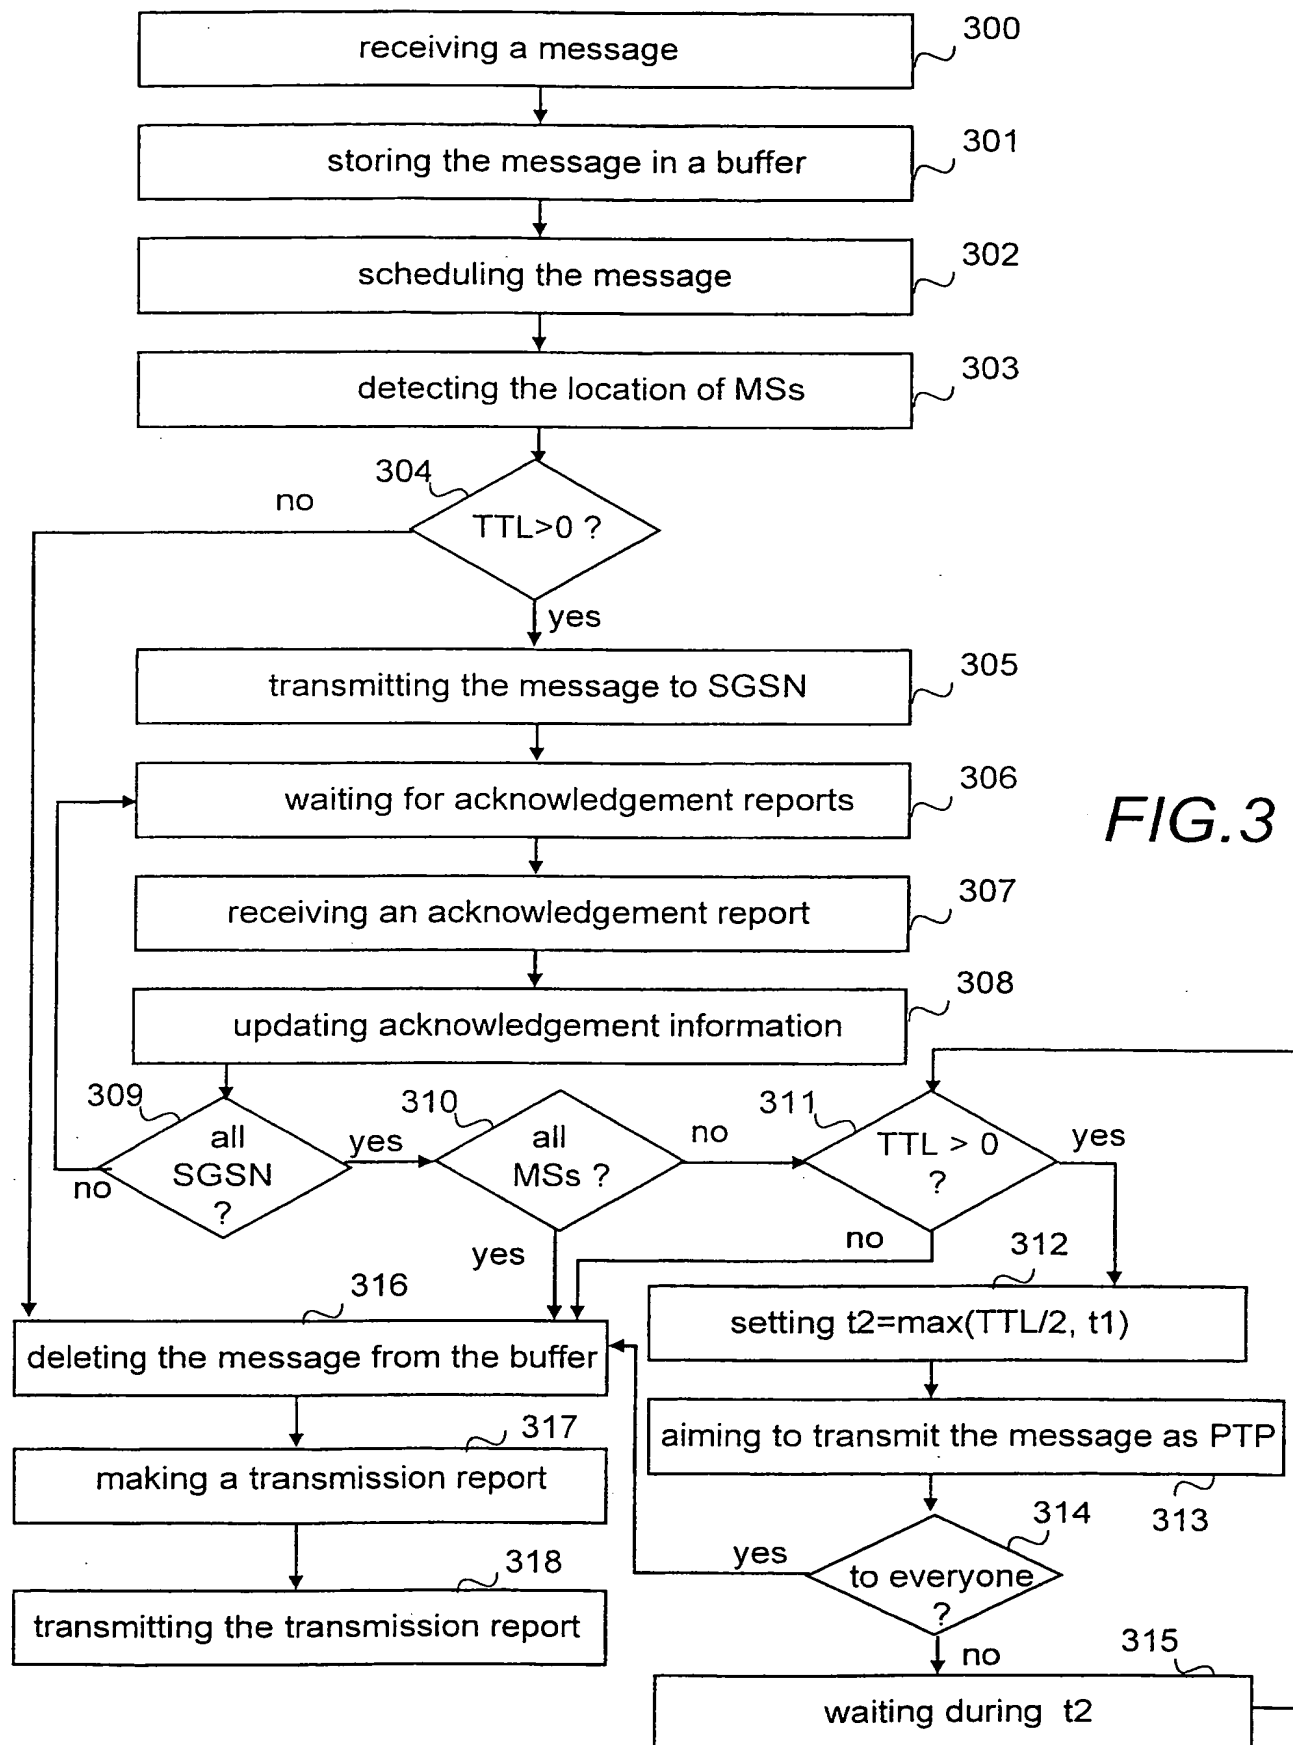 receiving a message
300
storing the message in a buffer
301
scheduling the message
302
detecting the location of MSs
303
304
no
TTL>0 ?
yes
transmitting the message to SGSN
305
waiting for acknowledgement reports
306
FIG.3
receiving an acknowledgement report
307
updating acknowledgement information
308
309
all
SGSN
?
no
yes
310
all
MSs ?
no
yes
311
TTL > 0
?
yes
no
312
setting t2=max(TTL/2, t1)
316
deleting the message from the buffer
aiming to transmit the message as PTP
313
317
making a transmission report
314
to everyone
?
yes
no
318
transmitting the transmission report
315
waiting during t2